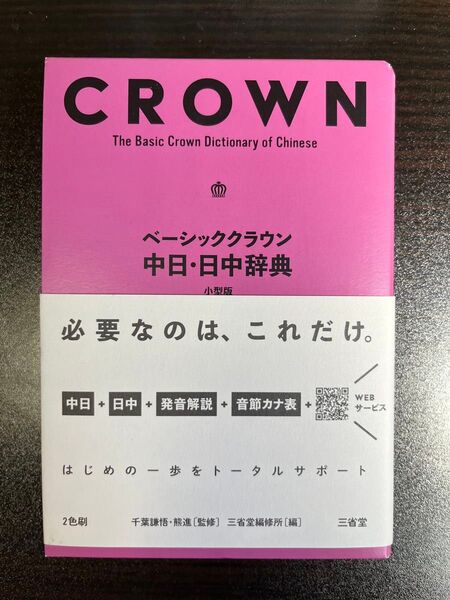 CROWN
The Basic Crown Dictionary of Chinese
ベーシッククラウン
中日・日中辞典
小型版
必要なのは、これだけ。
中日+日中+発音解説+音節カナ表+
WEB
サービス
はじめの一歩をトータルサポート
2色刷 千葉謙悟・熊進[監修] 三省堂編修所[編] 三省堂